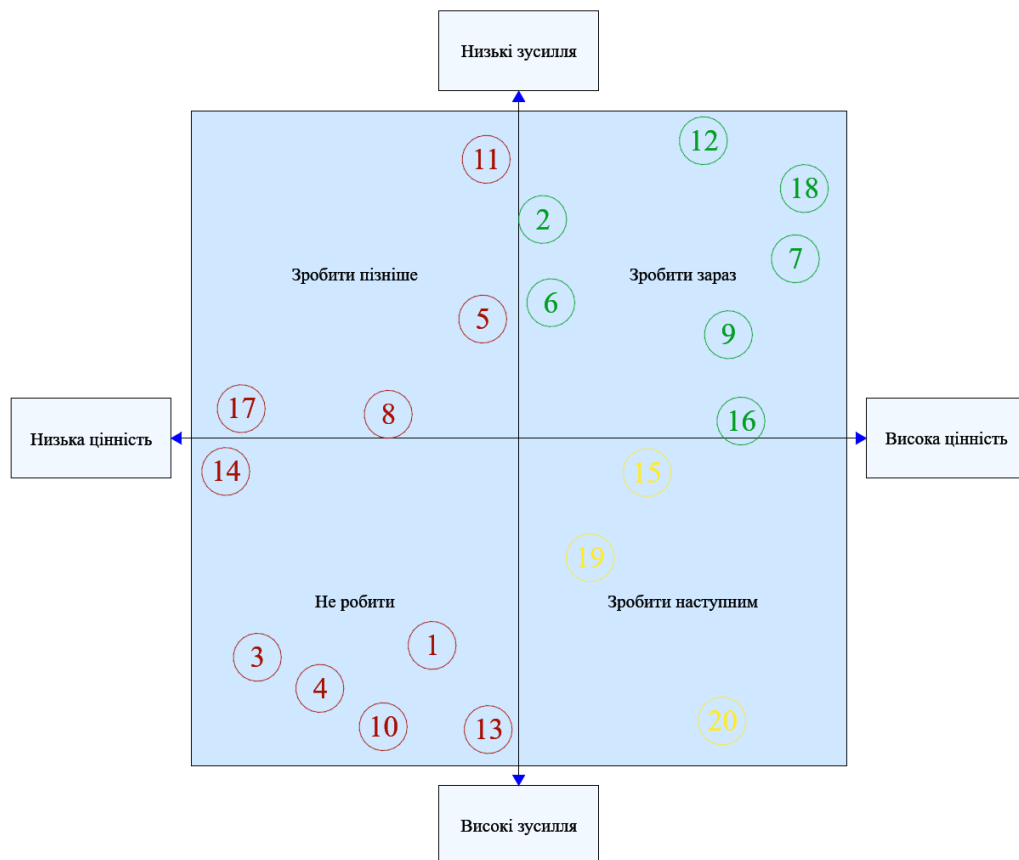 Низькі зусилля
12
11
18
2
7
Зробити пізніше
Зробити зараз
6
5
9
17
8
16
Низька цінність
Висока цінність
14
15
19
Не робити
Зробити наступним
1
3
4
20
10
13
Високі зусилля